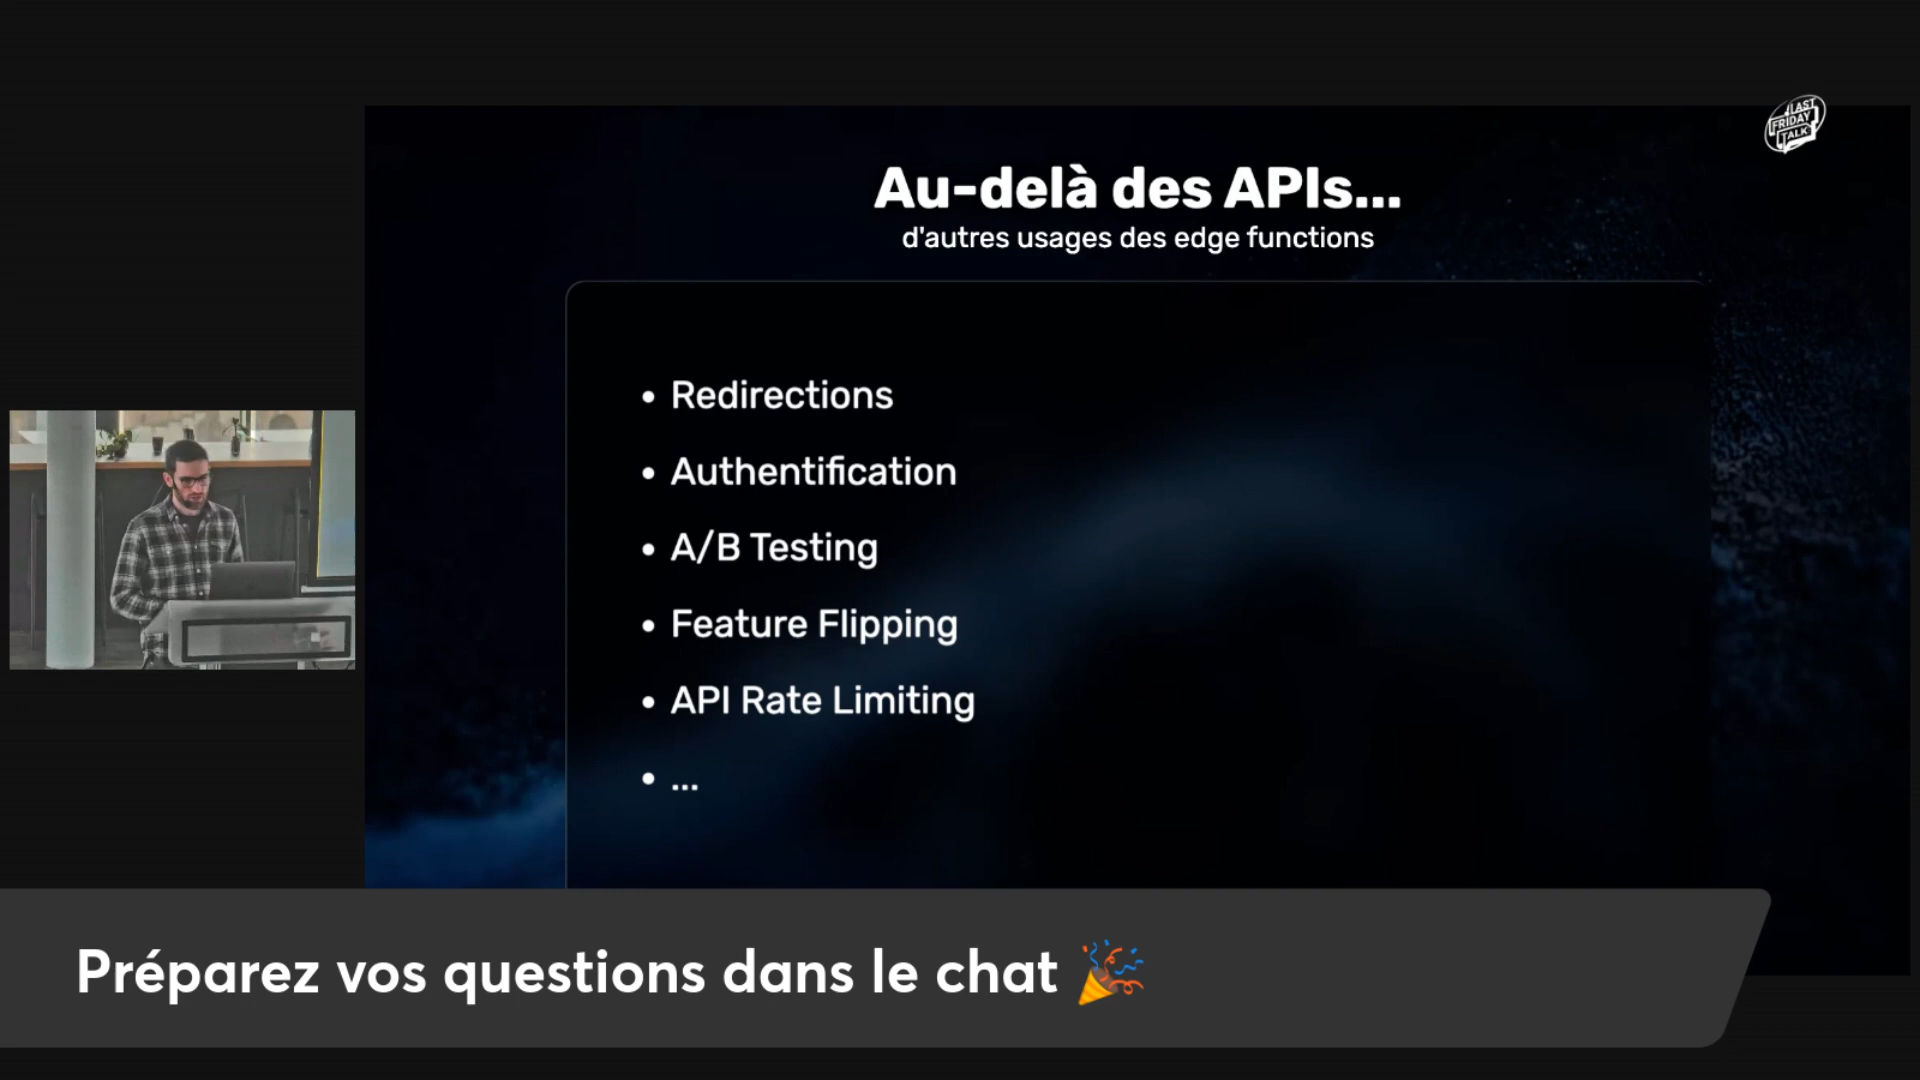 LAST
FRIDAY
TALK
Au-delà des APIs...
d'autres usages des edge functions
• Redirections
• Authentification
• A/B Testing
• Feature Flipping
• API Rate Limiting
• ...
Préparez vos questions dans le chat 🎉